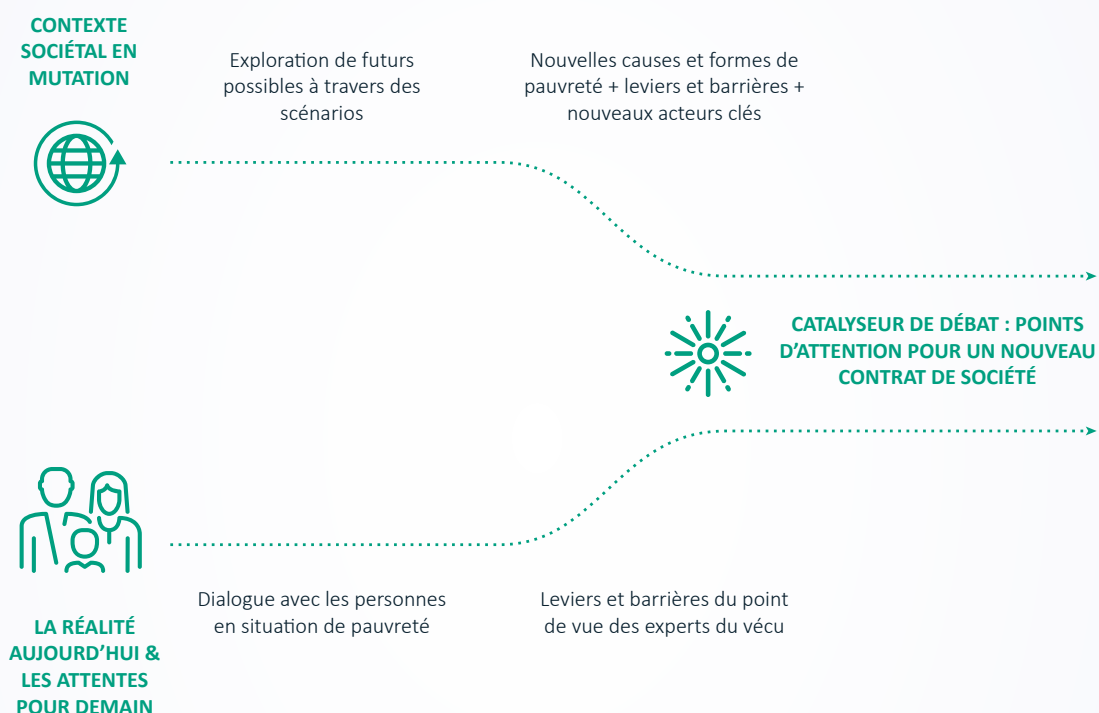 CONTEXTE
SOCIÉTAL EN
MUTATION
Exploration de futurs
possibles à travers des
scénarios
Nouvelles causes et formes de
pauvreté + leviers et barrières +
nouveaux acteurs clés
CATALYSEUR DE DÉBAT : POINTS
D’ATTENTION POUR UN NOUVEAU
CONTRAT DE SOCIÉTÉ
LA RÉALITÉ
AUJOURD’HUI &
LES ATTENTES
POUR DEMAIN
Dialogue avec les personnes
en situation de pauvreté
Leviers et barrières du point
de vue des experts du vécu